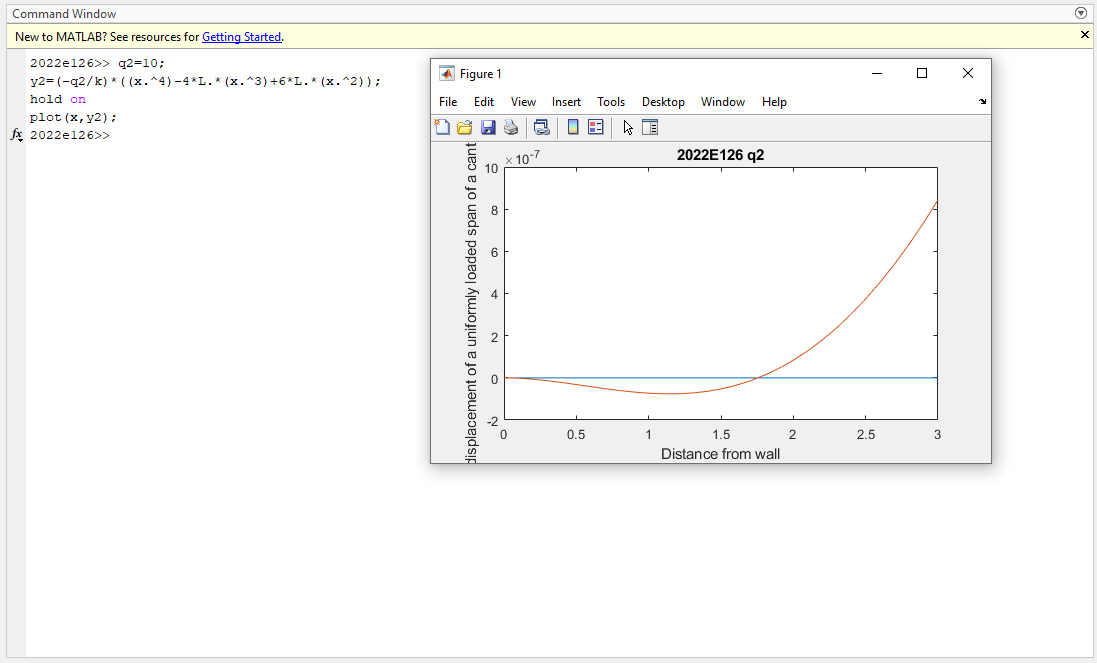 Command Window
New to MATLAB? See resources for Getting Started.
2022e126>> q2=10;
y2=(-q2/k)*((x.^4)-4*L.*(x.^3)+6*L.*(x.^2));
hold on
plot(x,y2);
fx 2022e126>>
Figure 1
File Edit View Insert Tools Desktop Window Help
2022E126 q2
×10-7
10
8
6
4
2
0
-2
0 0.5 1 1.5 2 2.5 3
Distance from wall
displacement of a uniformly loaded span of a cant